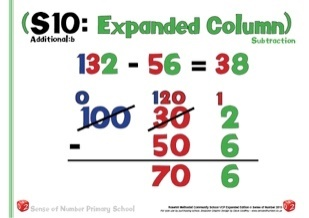 (S10: Expanded Column)
Additional:b
Subtraction
132 - 56 = 38
0 120 1
100 30 2
- 50 6
70 6
Sense of Number Primary School